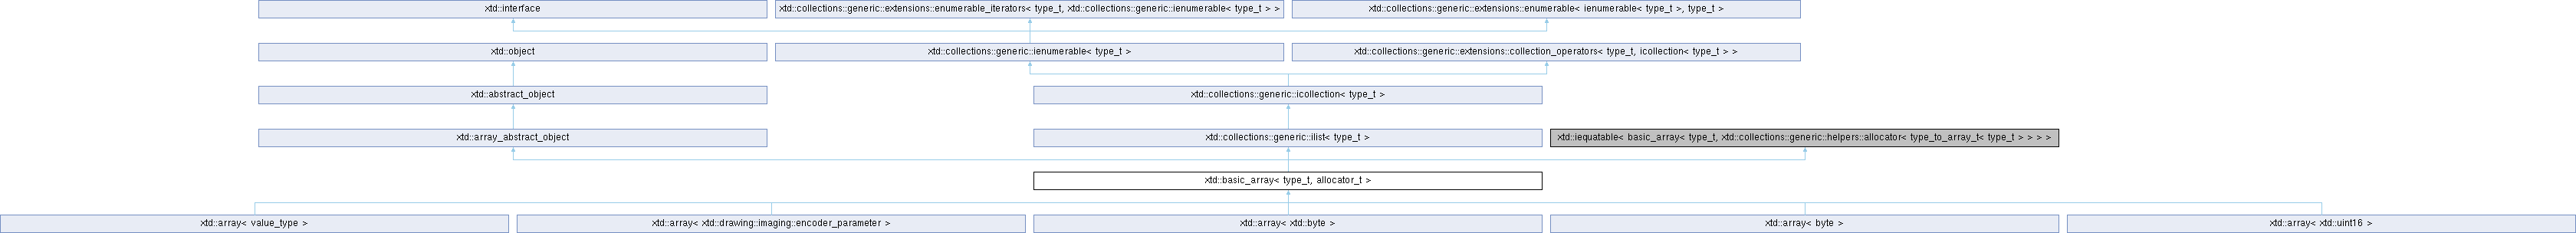 xtd::interface
xtd::collections::generic::extensions::enumerable_iterators< type_t, xtd::collections::generic::ienumerable< type_t > >
xtd::collections::generic::extensions::enumerable< ienumerable< type_t >, type_t >
xtd::object
xtd::collections::generic::ienumerable< type_t >
xtd::collections::generic::extensions::collection_operators< type_t, icollection< type_t > >
xtd::abstract_object
xtd::collections::generic::icollection< type_t >
xtd::array_abstract_object
xtd::collections::generic::ilist< type_t >
xtd::iequatable< basic_array< type_t, xtd::collections::generic::helpers::allocator< type_to_array_t< type_t > > > >
xtd::basic_array< type_t, allocator_t >
xtd::array< value_type >
xtd::array< xtd::drawing::imaging::encoder_parameter >
xtd::array< xtd::byte >
xtd::array< byte >
xtd::array< xtd::uint16 >